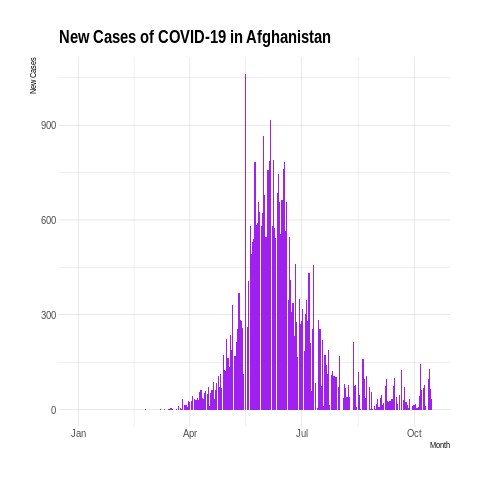 New Cases of COVID-19 in Afghanistan
New Cases
900
600
300
0
Jan Apr Jul Oct
Month